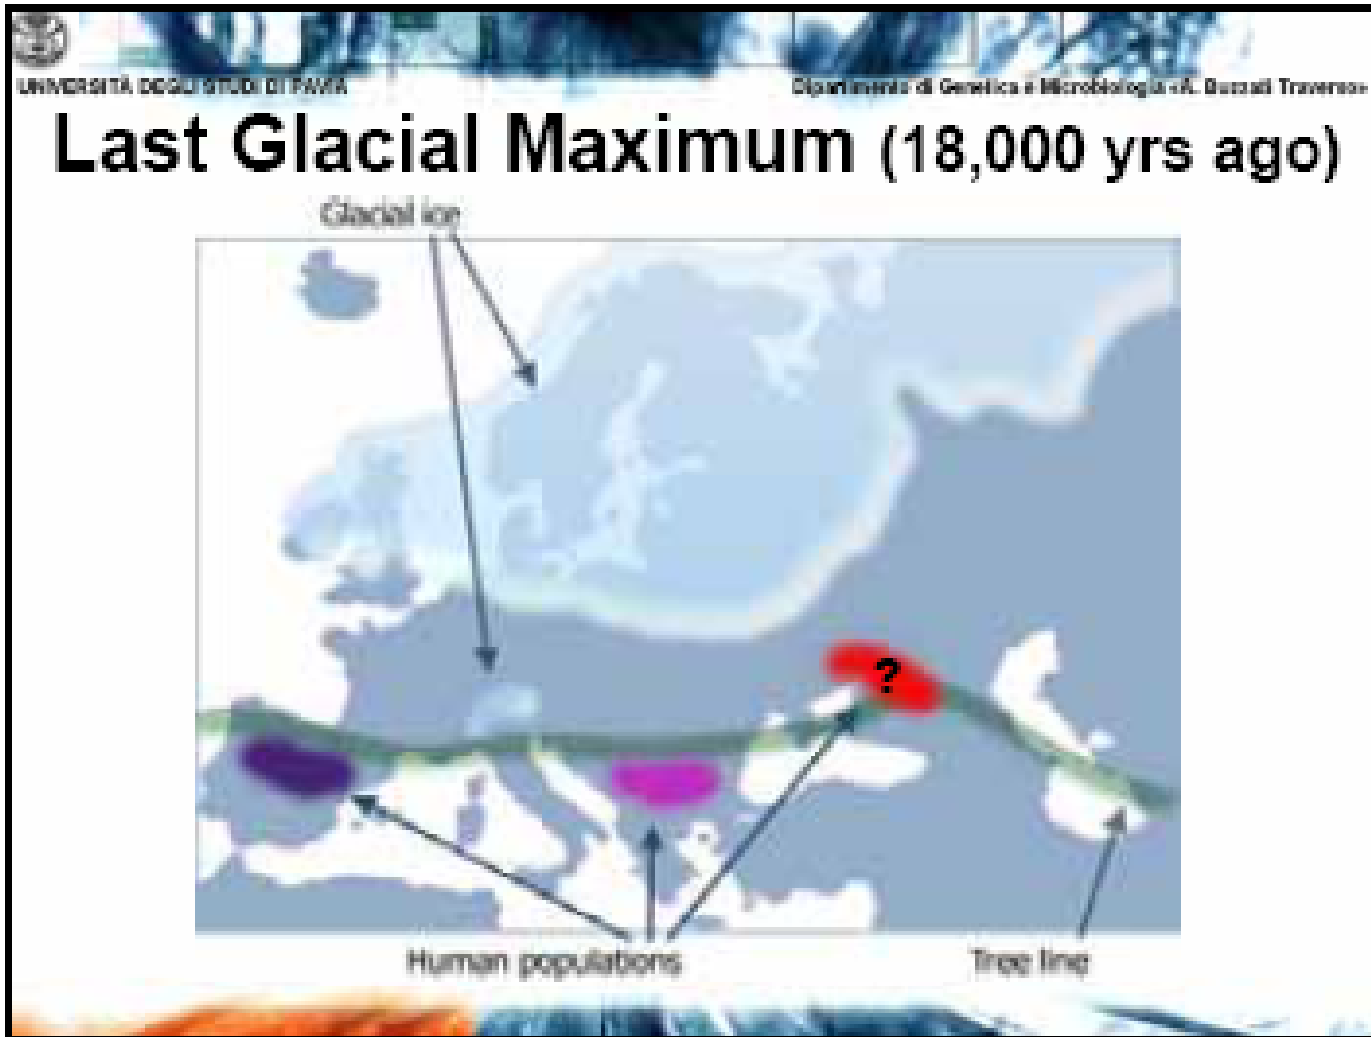 UNIVERSITÀ DEGLI STUDI DI PAVIA
Dipartimento di Genetica e Microbiologia «A. Buzzati Traverso»
Last Glacial Maximum (18,000 yrs ago)
Glacial ice
?
Human populations
Tree line